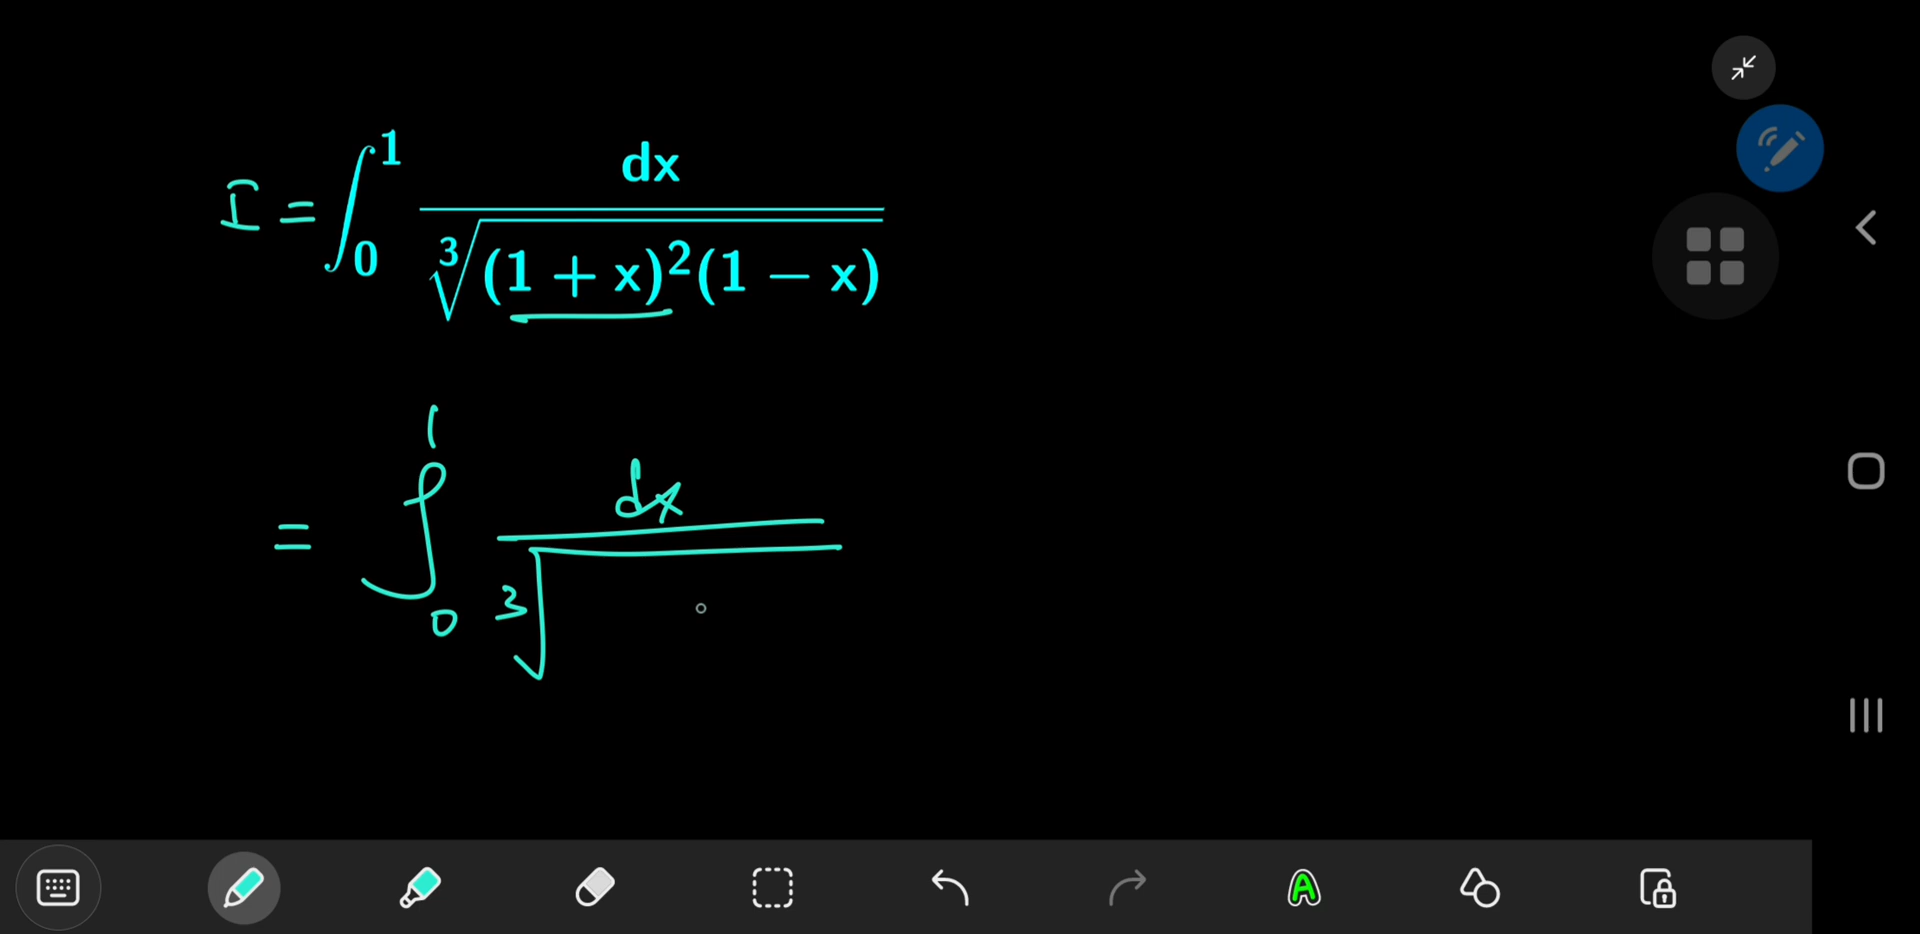 I = ∫₀¹ dx / ∛((1 + x)²(1 − x))
= ∫₀¹ dx / ∛
A